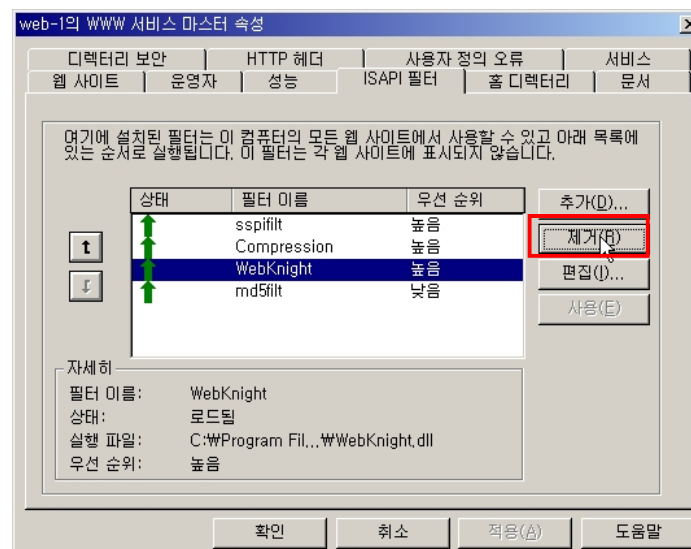 web-1의 WWW 서비스 마스터 속성
디렉터리 보안 HTTP 헤더 사용자 정의 오류 서비스
웹 사이트 운영자 성능 ISAPI 필터 홈 디렉터리 문서
여기에 설치된 필터는 이 컴퓨터의 모든 웹 사이트에서 사용할 수 있고 아래 목록에
있는 순서로 실행됩니다. 이 필터는 각 웹 사이트에 표시되지 않습니다.
상태 필터 이름 우선 순위
sspifilt 높음
Compression 높음
WebKnight 높음
md5filt 낮음
추가(D)...
제거(R)
편집(I)...
사용(E)
자세히
필터 이름: WebKnight
상태: 로드됨
실행 파일: C:₩Program Fil...₩WebKnight.dll
우선 순위: 높음
확인 취소 적용(A) 도움말